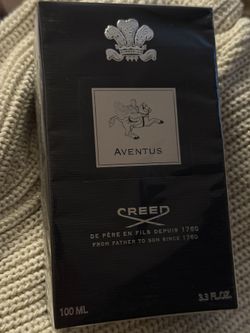 AVENTUS
CREED
DE PÈRE EN FILS DEPUIS 1760
FROM FATHER TO SON SINCE 1760
100 ML
3.3 FL.OZ.